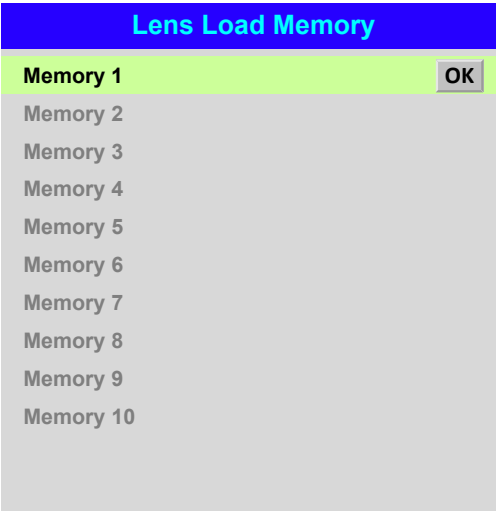 Lens Load Memory
Memory 1 OK
Memory 2
Memory 3
Memory 4
Memory 5
Memory 6
Memory 7
Memory 8
Memory 9
Memory 10